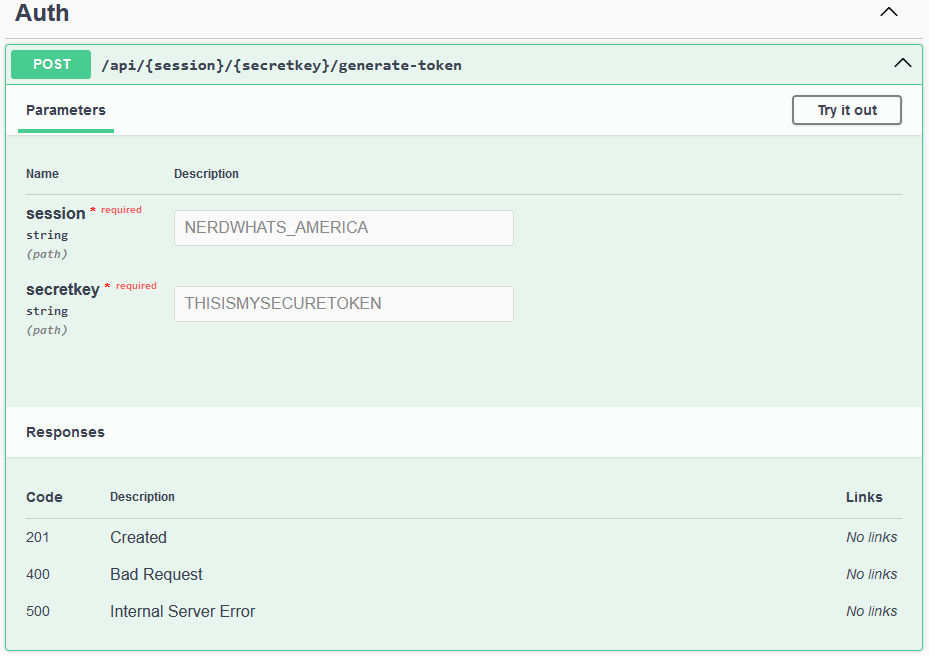 Auth
POST /api/{session}/{secretkey}/generate-token
Parameters Try it out
Name Description
session * required
string
(path)
NERDWHATS_AMERICA
secretkey * required
string
(path)
THISISMYSECURETOKEN
Responses
Code Description Links
201 Created No links
400 Bad Request No links
500 Internal Server Error No links